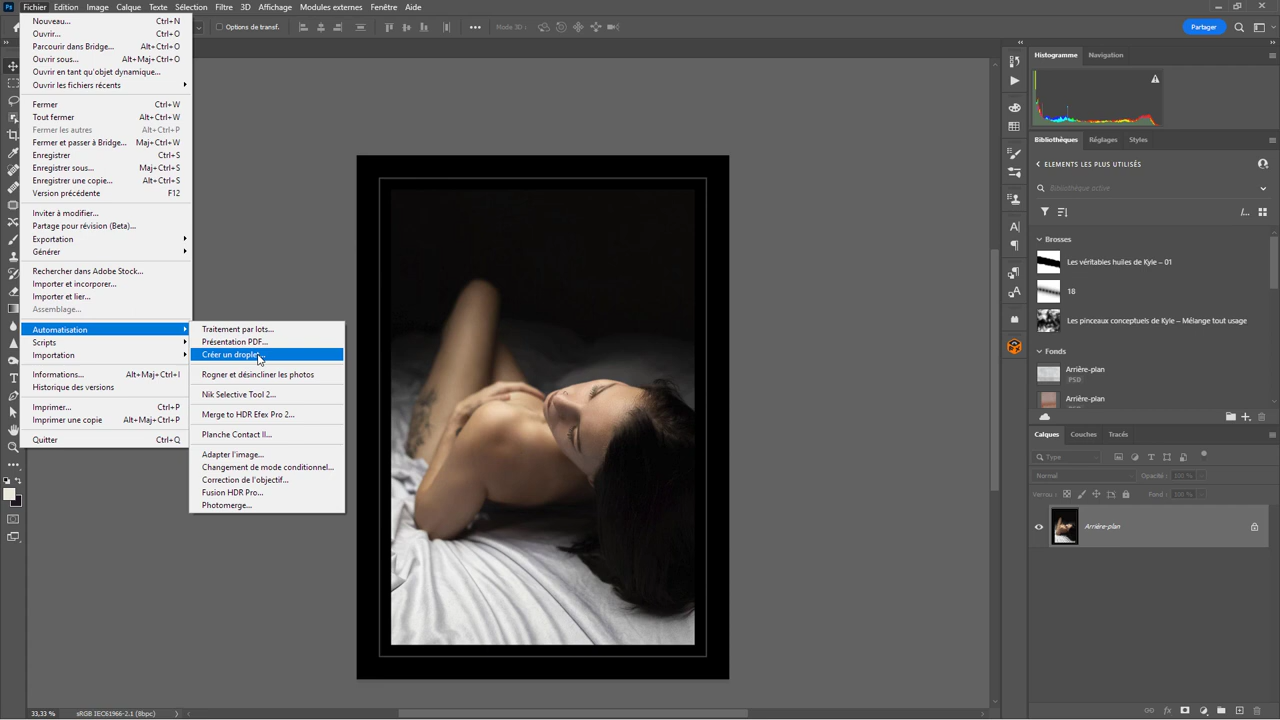 Ps Fichier Edition Image Calque Texte Sélection Filtre 3D Affichage Modules externes Fenêtre Aide
Options de transf.
Mode 3D :
Partager
Nouveau... Ctrl+N
Ouvrir... Ctrl+O
Parcourir dans Bridge... Alt+Ctrl+O
Ouvrir sous... Alt+Maj+Ctrl+O
Ouvrir en tant qu'objet dynamique...
Ouvrir les fichiers récents
Fermer Ctrl+W
Tout fermer Alt+Ctrl+W
Fermer les autres Alt+Ctrl+P
Fermer et passer à Bridge... Maj+Ctrl+W
Enregistrer Ctrl+S
Enregistrer sous... Maj+Ctrl+S
Enregistrer une copie... Alt+Ctrl+S
Version précédente F12
Inviter à modifier...
Partage pour révision (Beta)...
Exportation
Générer
Rechercher dans Adobe Stock...
Importer et incorporer...
Importer et lier...
Assemblage...
Automatisation
Scripts
Importation
Informations... Alt+Maj+Ctrl+I
Historique des versions
Imprimer... Ctrl+P
Imprimer une copie Alt+Maj+Ctrl+P
Quitter Ctrl+Q
Traitement par lots...
Présentation PDF...
Créer un droplet...
Rogner et désincliner les photos
Nik Selective Tool 2...
Merge to HDR Efex Pro 2...
Planche Contact II...
Adapter l'image...
Changement de mode conditionnel...
Correction de l'objectif...
Fusion HDR Pro...
Photomerge...
Histogramme Navigation
Bibliothèques Réglages Styles
ELEMENTS LES PLUS UTILISÉS
Bibliothèque active
Brosses
Les véritables huiles de Kyle – 01
18
Les pinceaux conceptuels de Kyle – Mélange tout usage
Fonds
Arrière-plan
PSD
Arrière-plan
PSD
Calques Couches Tracés
Type
Normal Opacité : 100 %
Verrou : Fond : 100 %
Arrière-plan
33,33 % sRGB IEC61966-2.1 (8bpc)